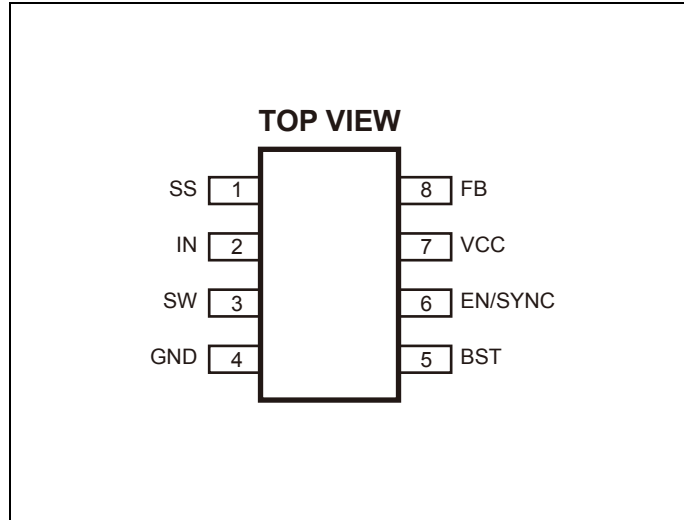 TOP VIEW
SS 1 8 FB
IN 2 7 VCC
SW 3 6 EN/SYNC
GND 4 5 BST